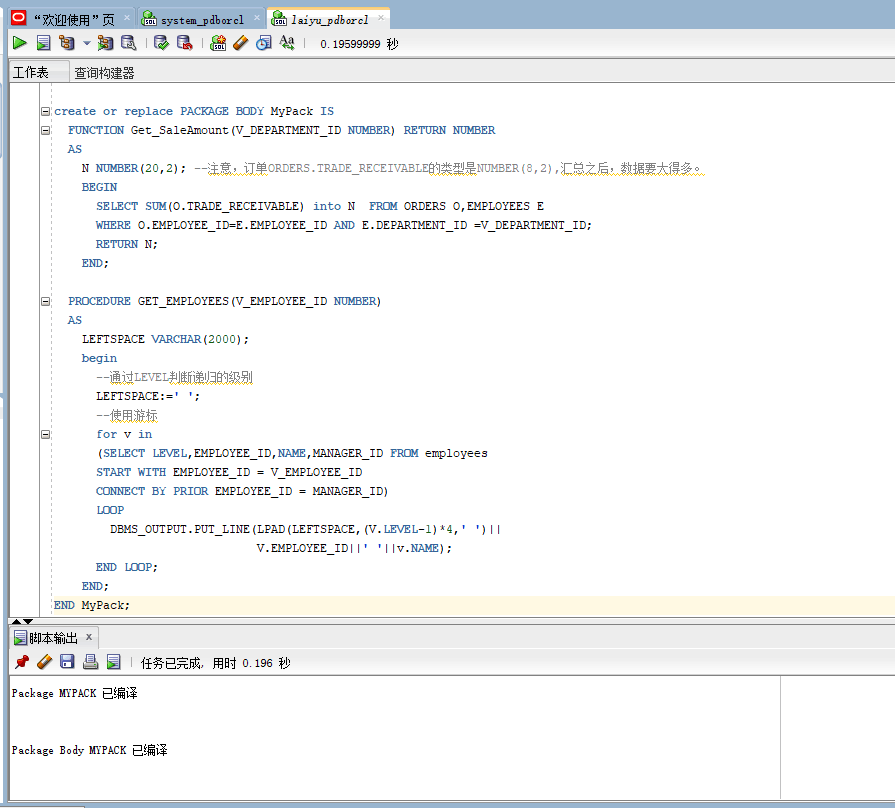 “欢迎使用”页 × system_pdborcl × laiyu_pdborcl ×
0.19599999 秒
工作表 查询构建器
create or replace PACKAGE BODY MyPack IS
FUNCTION Get_SaleAmount(V_DEPARTMENT_ID NUMBER) RETURN NUMBER
AS
N NUMBER(20,2); --注意，订单ORDERS.TRADE_RECEIVABLE的类型是NUMBER(8,2),汇总之后，数据要大得多。
BEGIN
SELECT SUM(O.TRADE_RECEIVABLE) into N  FROM ORDERS O,EMPLOYEES E
WHERE O.EMPLOYEE_ID=E.EMPLOYEE_ID AND E.DEPARTMENT_ID =V_DEPARTMENT_ID;
RETURN N;
END;
PROCEDURE GET_EMPLOYEES(V_EMPLOYEE_ID NUMBER)
AS
LEFTSPACE VARCHAR(2000);
begin
--通过LEVEL判断递归的级别
LEFTSPACE:=' ';
--使用游标
for v in
(SELECT LEVEL,EMPLOYEE_ID,NAME,MANAGER_ID FROM employees
START WITH EMPLOYEE_ID = V_EMPLOYEE_ID
CONNECT BY PRIOR EMPLOYEE_ID = MANAGER_ID)
LOOP
DBMS_OUTPUT.PUT_LINE(LPAD(LEFTSPACE,(V.LEVEL-1)*4,' ')||
V.EMPLOYEE_ID||' '||v.NAME);
END LOOP;
END;
END MyPack;
脚本输出 ×
任务已完成, 用时 0.196 秒
Package MYPACK 已编译
Package Body MYPACK 已编译